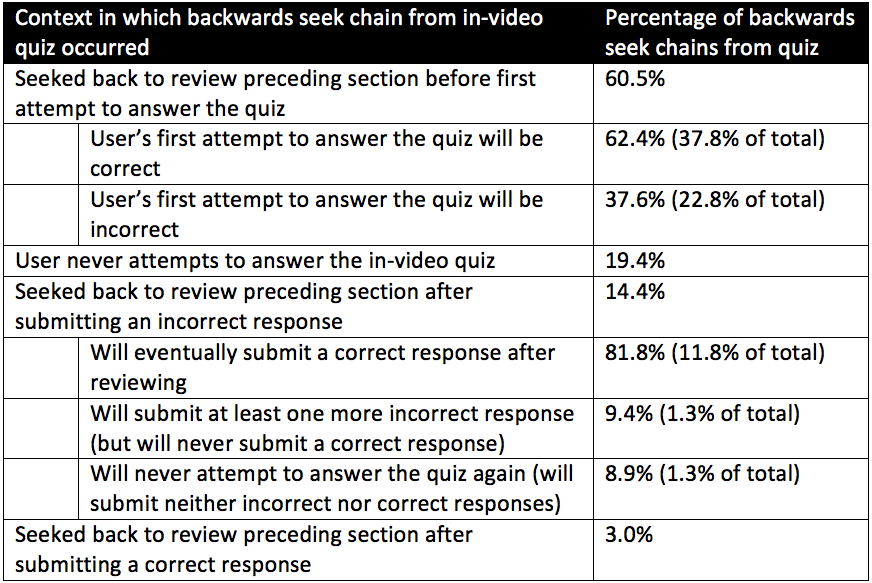 Context in which backwards seek chain from in-video
quiz occurred
Percentage of backwards
seek chains from quiz
Seeked back to review preceding section before first
attempt to answer the quiz
60.5%
User’s first attempt to answer the quiz will be
correct
62.4% (37.8% of total)
User’s first attempt to answer the quiz will be
incorrect
37.6% (22.8% of total)
User never attempts to answer the in-video quiz
19.4%
Seeked back to review preceding section after
submitting an incorrect response
14.4%
Will eventually submit a correct response after
reviewing
81.8% (11.8% of total)
Will submit at least one more incorrect response
(but will never submit a correct response)
9.4% (1.3% of total)
Will never attempt to answer the quiz again (will
submit neither incorrect nor correct responses)
8.9% (1.3% of total)
Seeked back to review preceding section after
submitting a correct response
3.0%